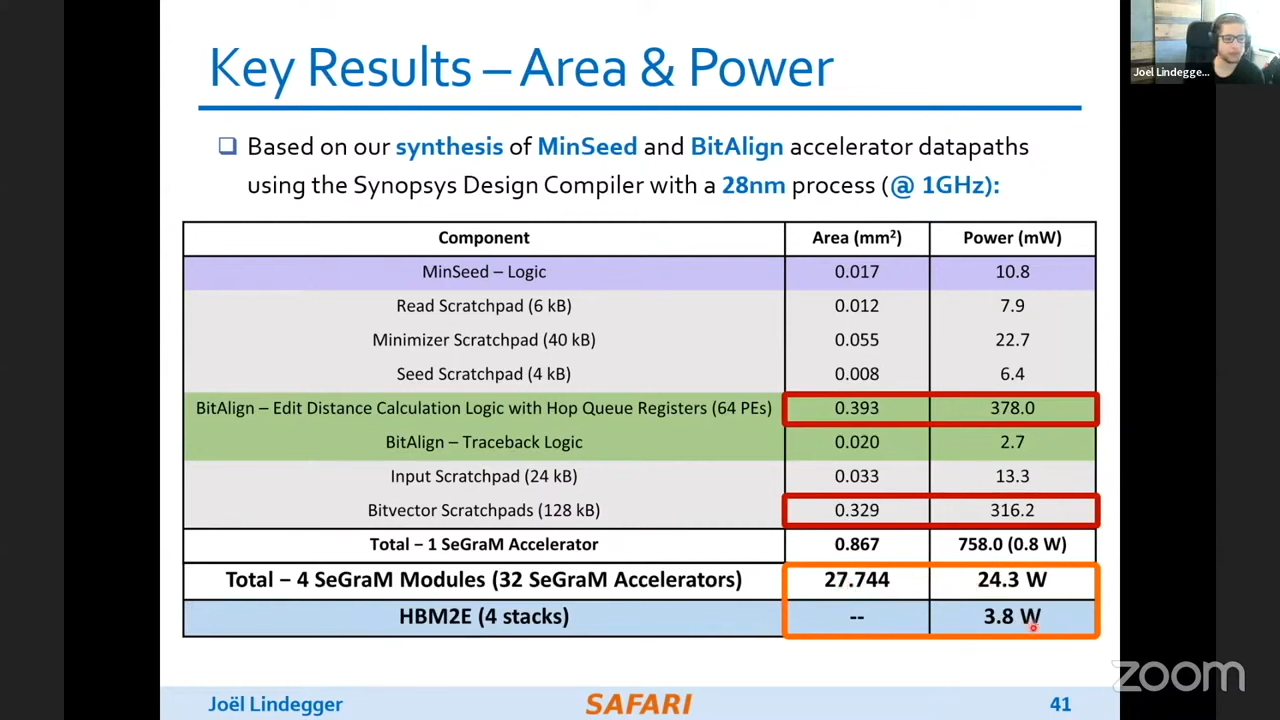 Key Results – Area & Power
Joel Lindegge...
Based on our synthesis of MinSeed and BitAlign accelerator datapaths
using the Synopsys Design Compiler with a 28nm process (@ 1GHz):
Component Area (mm²) Power (mW)
MinSeed – Logic 0.017 10.8
Read Scratchpad (6 kB) 0.012 7.9
Minimizer Scratchpad (40 kB) 0.055 22.7
Seed Scratchpad (4 kB) 0.008 6.4
BitAlign – Edit Distance Calculation Logic with Hop Queue Registers (64 PEs) 0.393 378.0
BitAlign – Traceback Logic 0.020 2.7
Input Scratchpad (24 kB) 0.033 13.3
Bitvector Scratchpads (128 kB) 0.329 316.2
Total – 1 SeGraM Accelerator 0.867 758.0 (0.8 W)
Total – 4 SeGraM Modules (32 SeGraM Accelerators) 27.744 24.3 W
HBM2E (4 stacks) -- 3.8 W
zoom
Joël Lindegger SAFARI 41